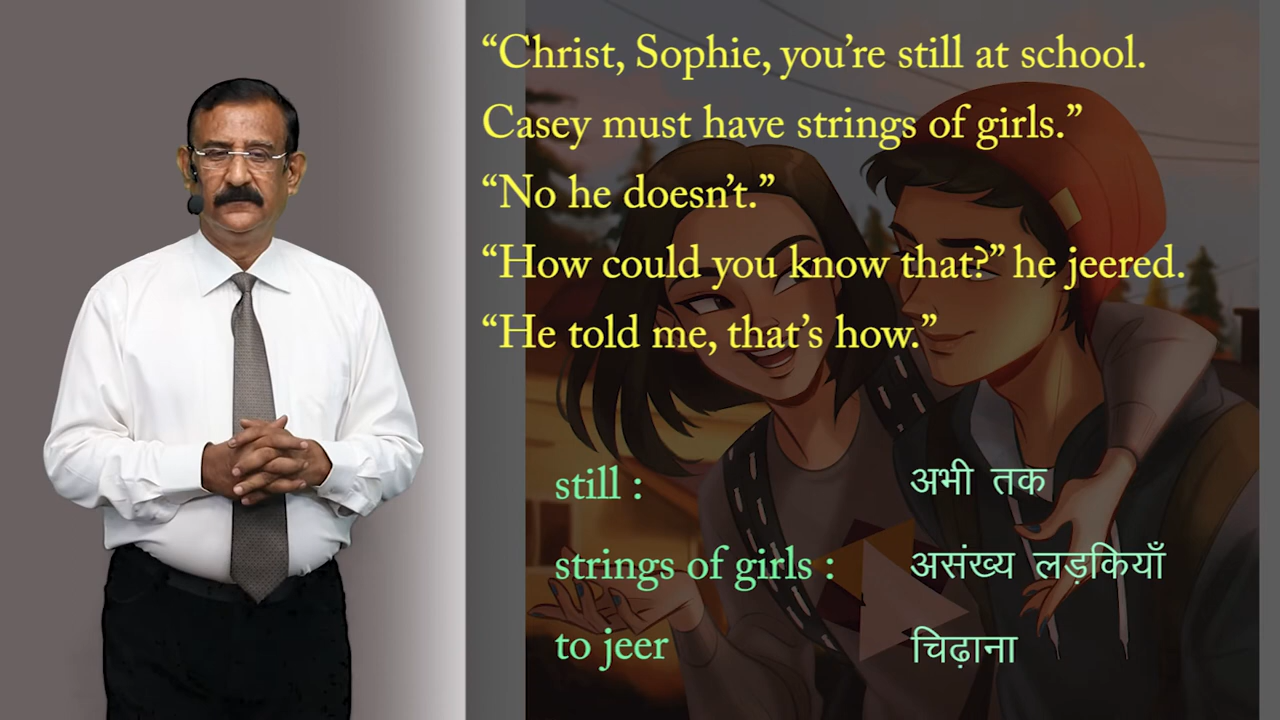 “Christ, Sophie, you’re still at school.
Casey must have strings of girls.”
“No he doesn’t.”
“How could you know that?” he jeered.
“He told me, that’s how.”
still : अभी तक
strings of girls : असंख्य लड़कियाँ
to jeer चिढ़ाना